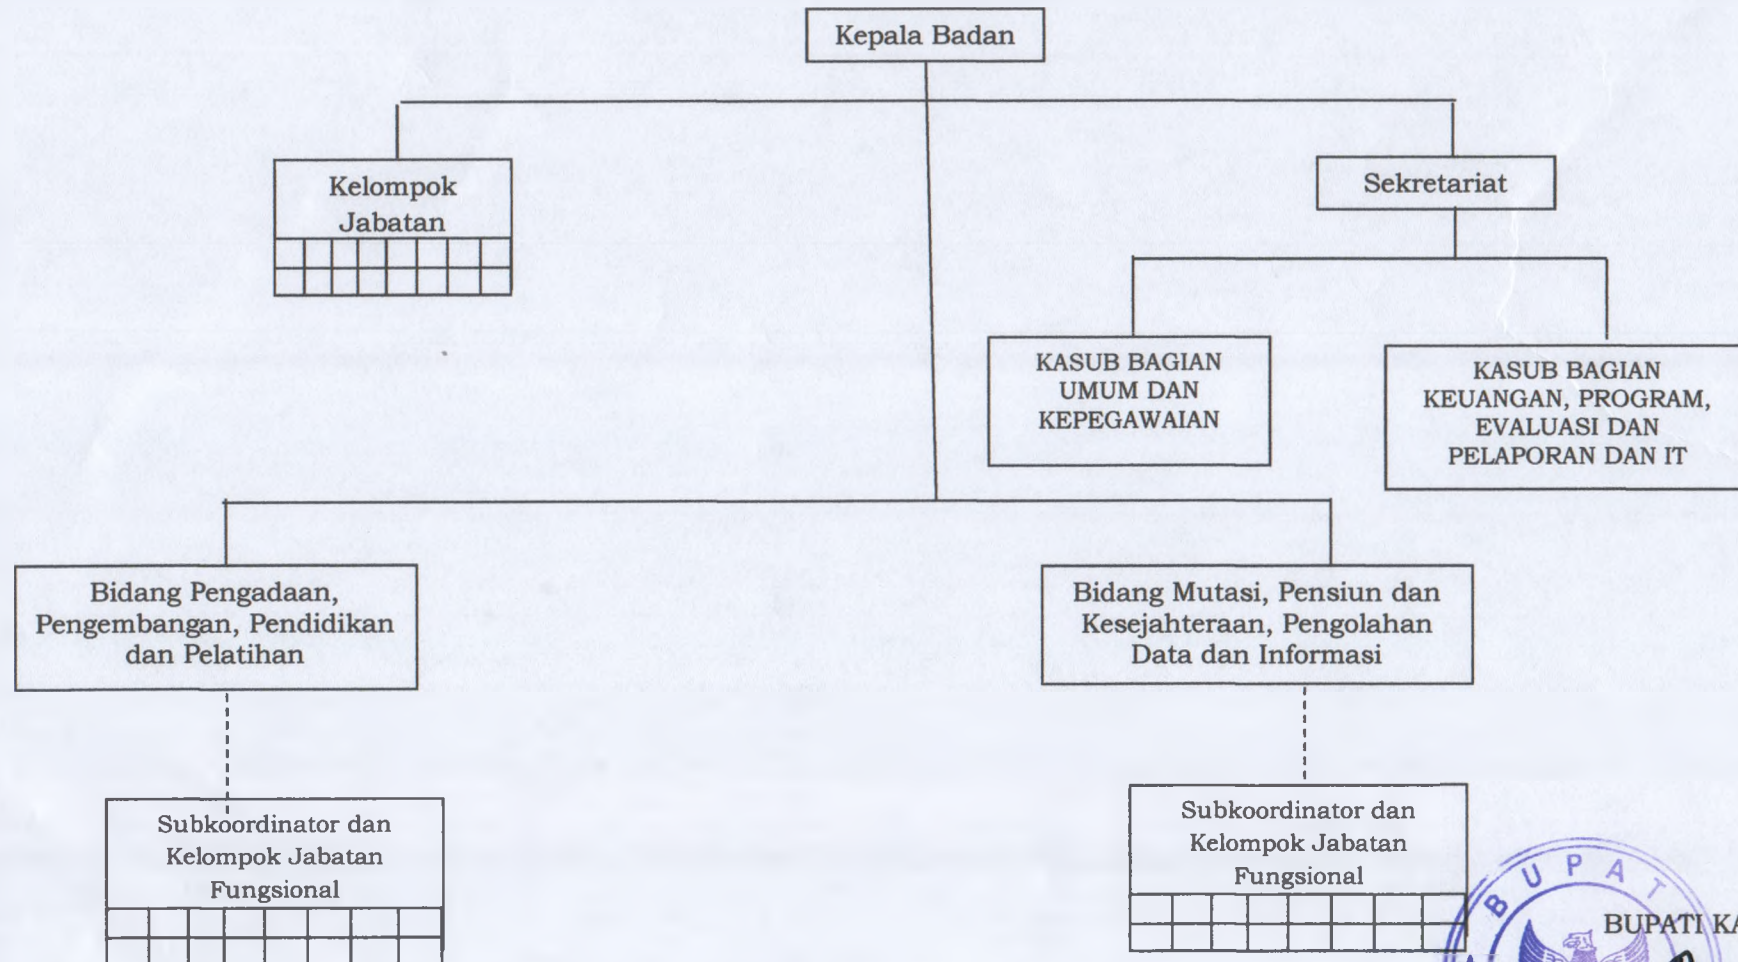 Kepala Badan
Kelompok
Jabatan
Sekretariat
KASUB BAGIAN
UMUM DAN
KEPEGAWAIAN
KASUB BAGIAN
KEUANGAN, PROGRAM,
EVALUASI DAN
PELAPORAN DAN IT
Bidang Pengadaan,
Pengembangan, Pendidikan
dan Pelatihan
Bidang Mutasi, Pensiun dan
Kesejahteraan, Pengolahan
Data dan Informasi
Subkoordinator dan
Kelompok Jabatan
Fungsional
Subkoordinator dan
Kelompok Jabatan
Fungsional
BUPAT
BUPATI KA